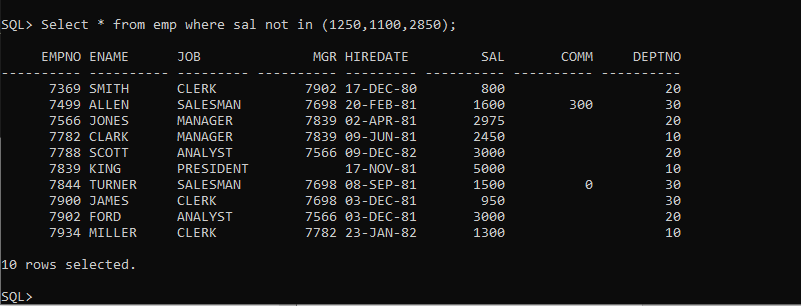 SQL> Select * from emp where sal not in (1250,1100,2850);
     EMPNO ENAME      JOB              MGR HIREDATE         SAL       COMM     DEPTNO
---------- ---------- --------- ---------- --------- ---------- ---------- ----------
      7369 SMITH      CLERK           7902 17-DEC-80        800                    20
      7499 ALLEN      SALESMAN        7698 20-FEB-81       1600        300         30
      7566 JONES      MANAGER         7839 02-APR-81       2975                    20
      7782 CLARK      MANAGER         7839 09-JUN-81       2450                    10
      7788 SCOTT      ANALYST         7566 09-DEC-82       3000                    20
      7839 KING       PRESIDENT            17-NOV-81       5000                    10
      7844 TURNER     SALESMAN        7698 08-SEP-81       1500          0         30
      7900 JAMES      CLERK           7698 03-DEC-81        950                    30
      7902 FORD       ANALYST         7566 03-DEC-81       3000                    20
      7934 MILLER     CLERK           7782 23-JAN-82       1300                    10
10 rows selected.
SQL>